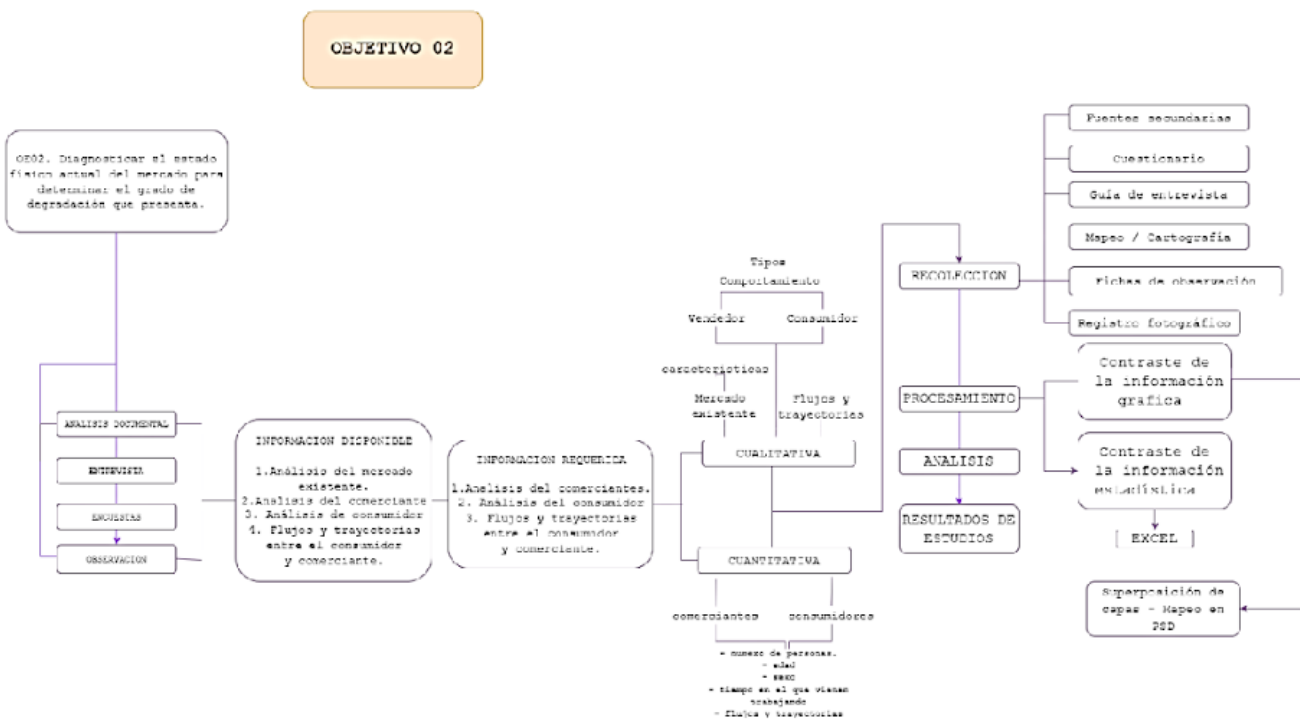 OBJETIVO 02
OE02. Diagnosticar el estado
fisico actual del mercado para
determinar el grado de
degradación que presenta.
ANALISIS DOCUMENTAL
ENTREVISTA
ENCUESTAS
OBSERVACION
INFORMACION DISPONIBLE
1.Análisis del mercado
existente.
2.Analisis del comerciante
3. Análisis de consumidor
4. Flujos y trayectorias
entre el consumidor
y comerciante.
INFORMACION REQUERIDA
1.Analisis del comerciantes.
2. Análisis del consumidor
3. Flujos y trayectorias
entre el consumidor
y comerciante.
Tipos
Comportamiento
Vendedor
Consumidor
caracteristicas
Mercado
existente
Flujos y
trayectorias
CUALITATIVA
CUANTITATIVA
comerciantes
consumidores
- numero de personas.
- edad
- sexo
- tiempo en el que vienen
trabajando
- flujos y trayectorias
RECOLECCION
PROCESAMIENTO
ANALISIS
RESULTADOS DE
ESTUDIOS
Fuentes secundarias
Cuestionario
Guía de entrevista
Mapeo / Cartografía
Fichas de observación
Registro fotográfico
Contraste de
la información
grafica
Contraste de
la información
estadística
[ EXCEL ]
Superposición de
capas - Mapeo en
PSD